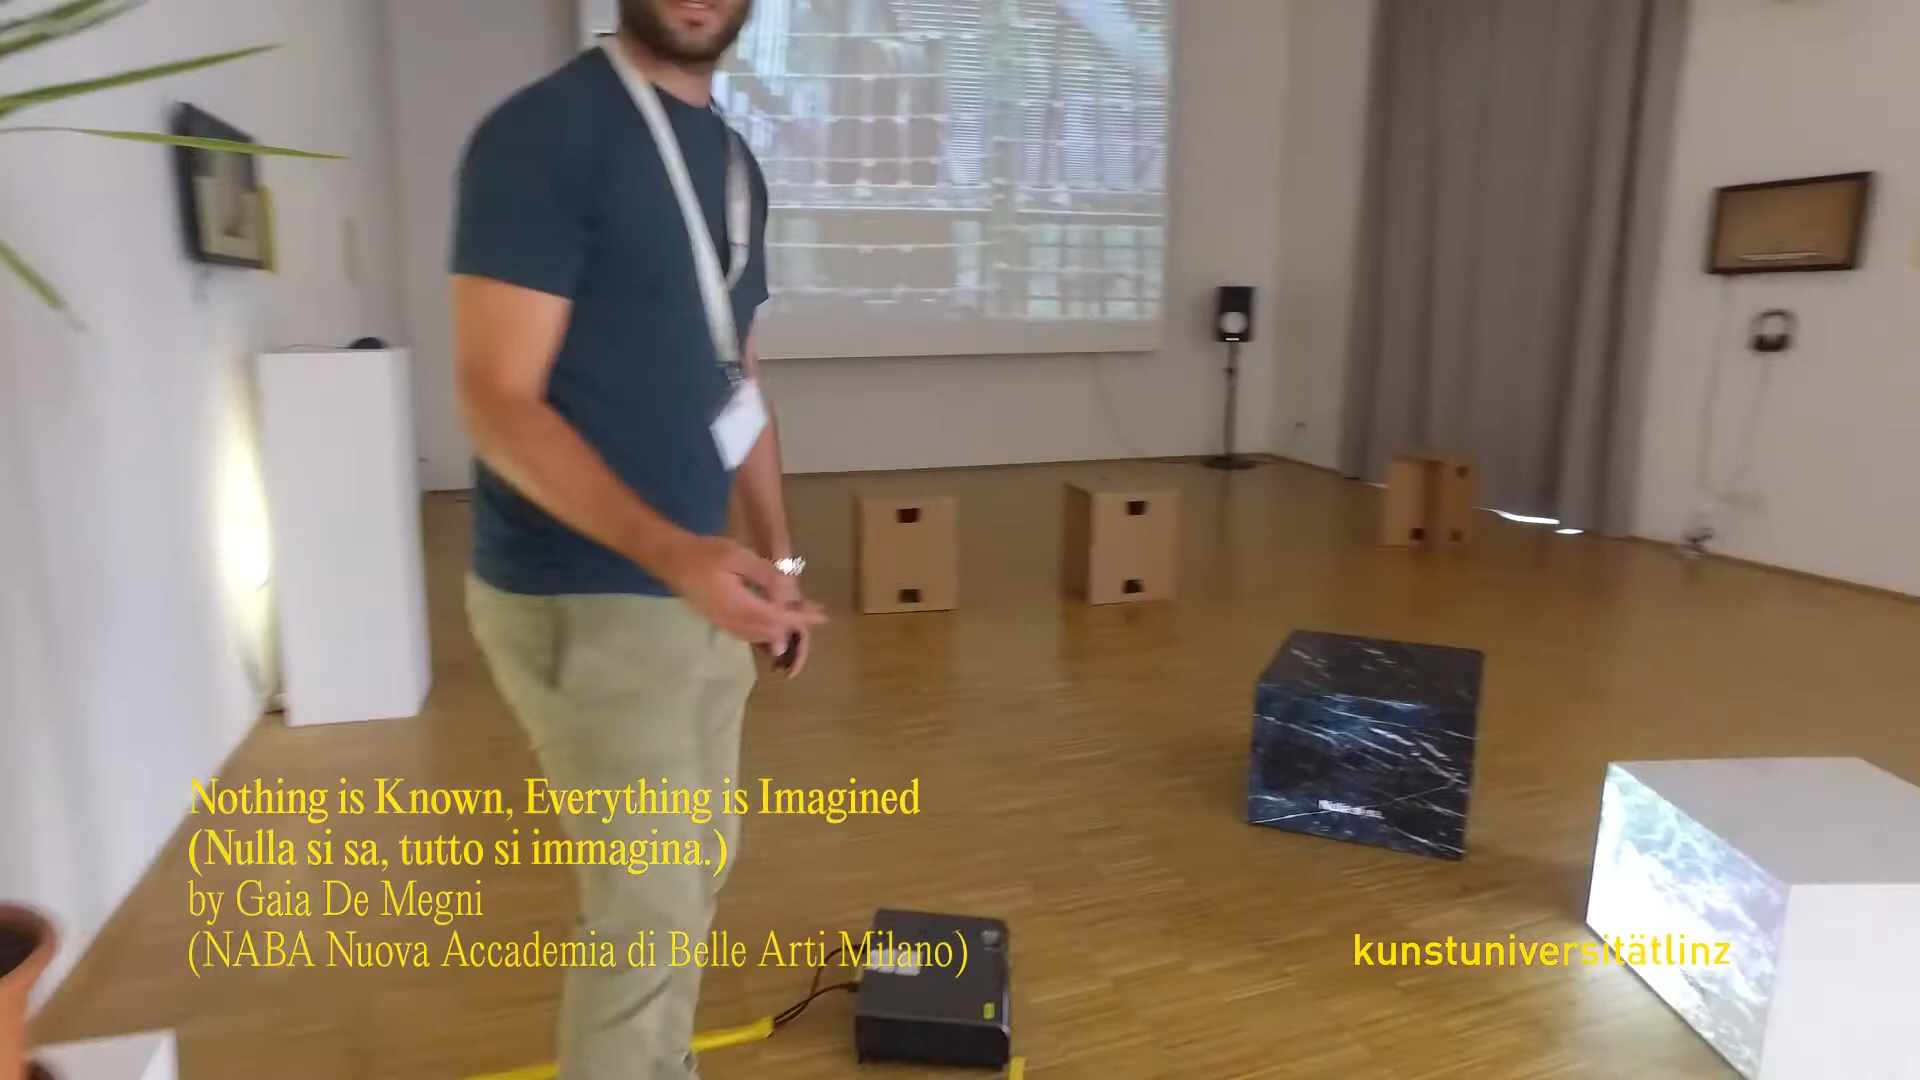 Nothing is Known, Everything is Imagined
(Nulla si sa, tutto si immagina.)
by Gaia De Megni
(NABA Nuova Accademia di Belle Arti Milano)
kunstuniversitätlinz